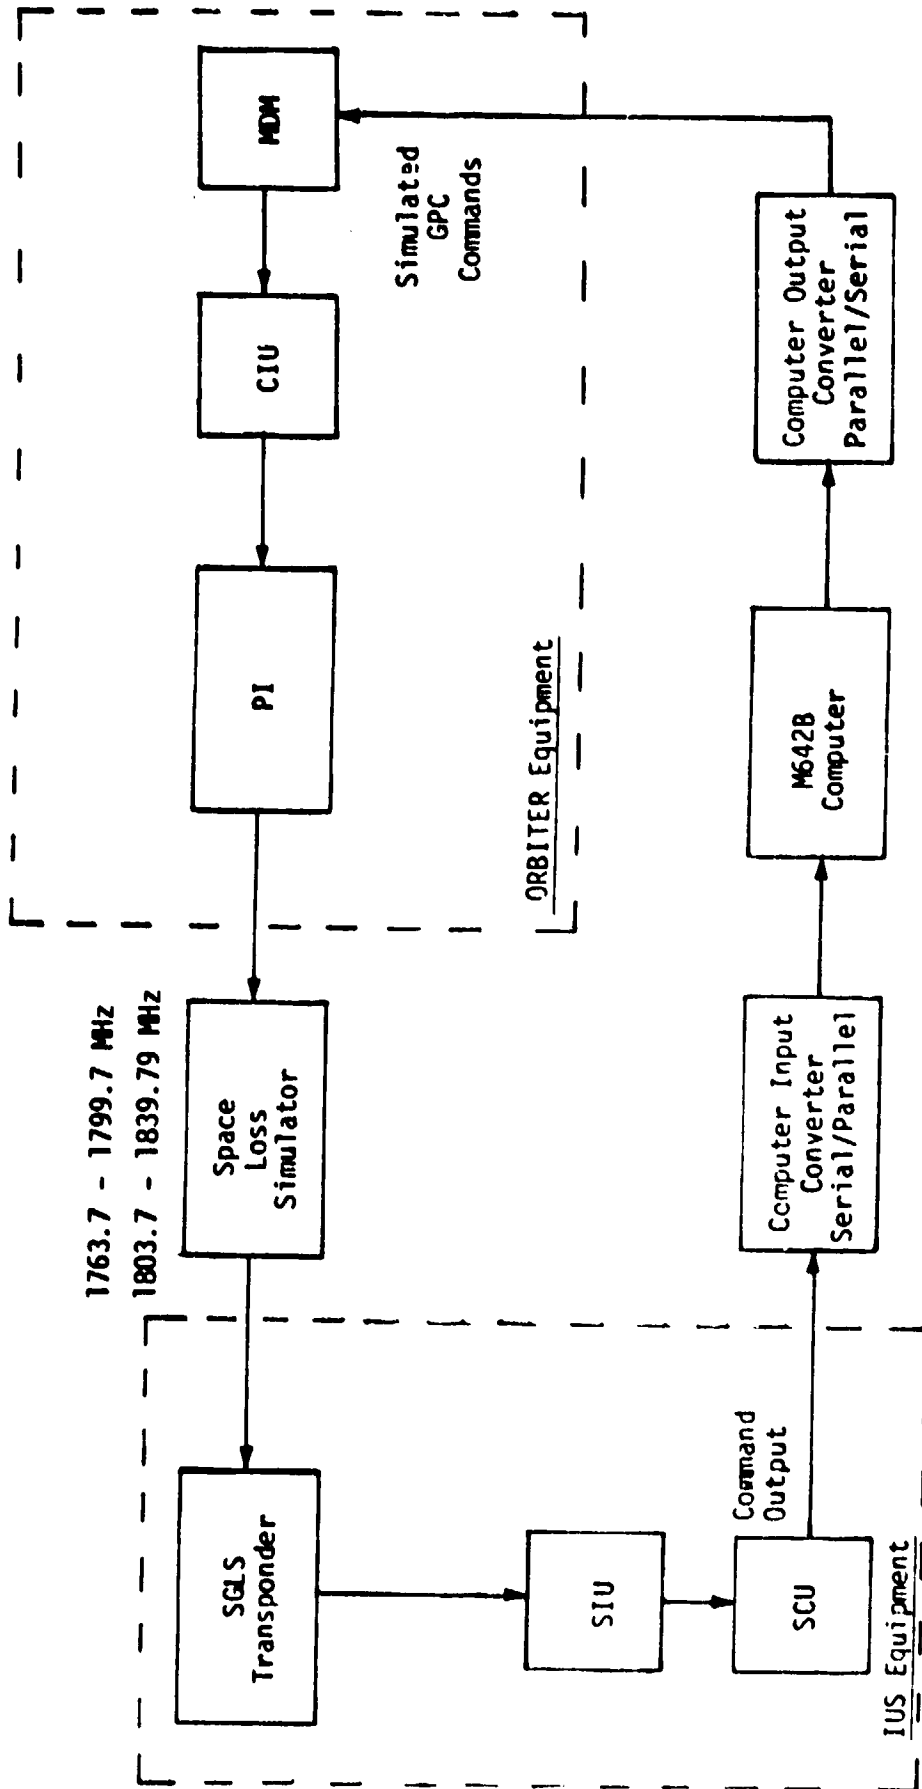 1763.7 - 1799.7 MHz
1803.7 - 1839.79 MHz
SGLS
Transponder
Space
Loss
Simulator
PI
CIU
MDM
Simulated
GPC
Commands
ORBITER Equipment
SIU
SCU
Command
Output
IUS Equipment
Computer Input
Converter
Serial/Parallel
M642B
Computer
Computer Output
Converter
Parallel/Serial